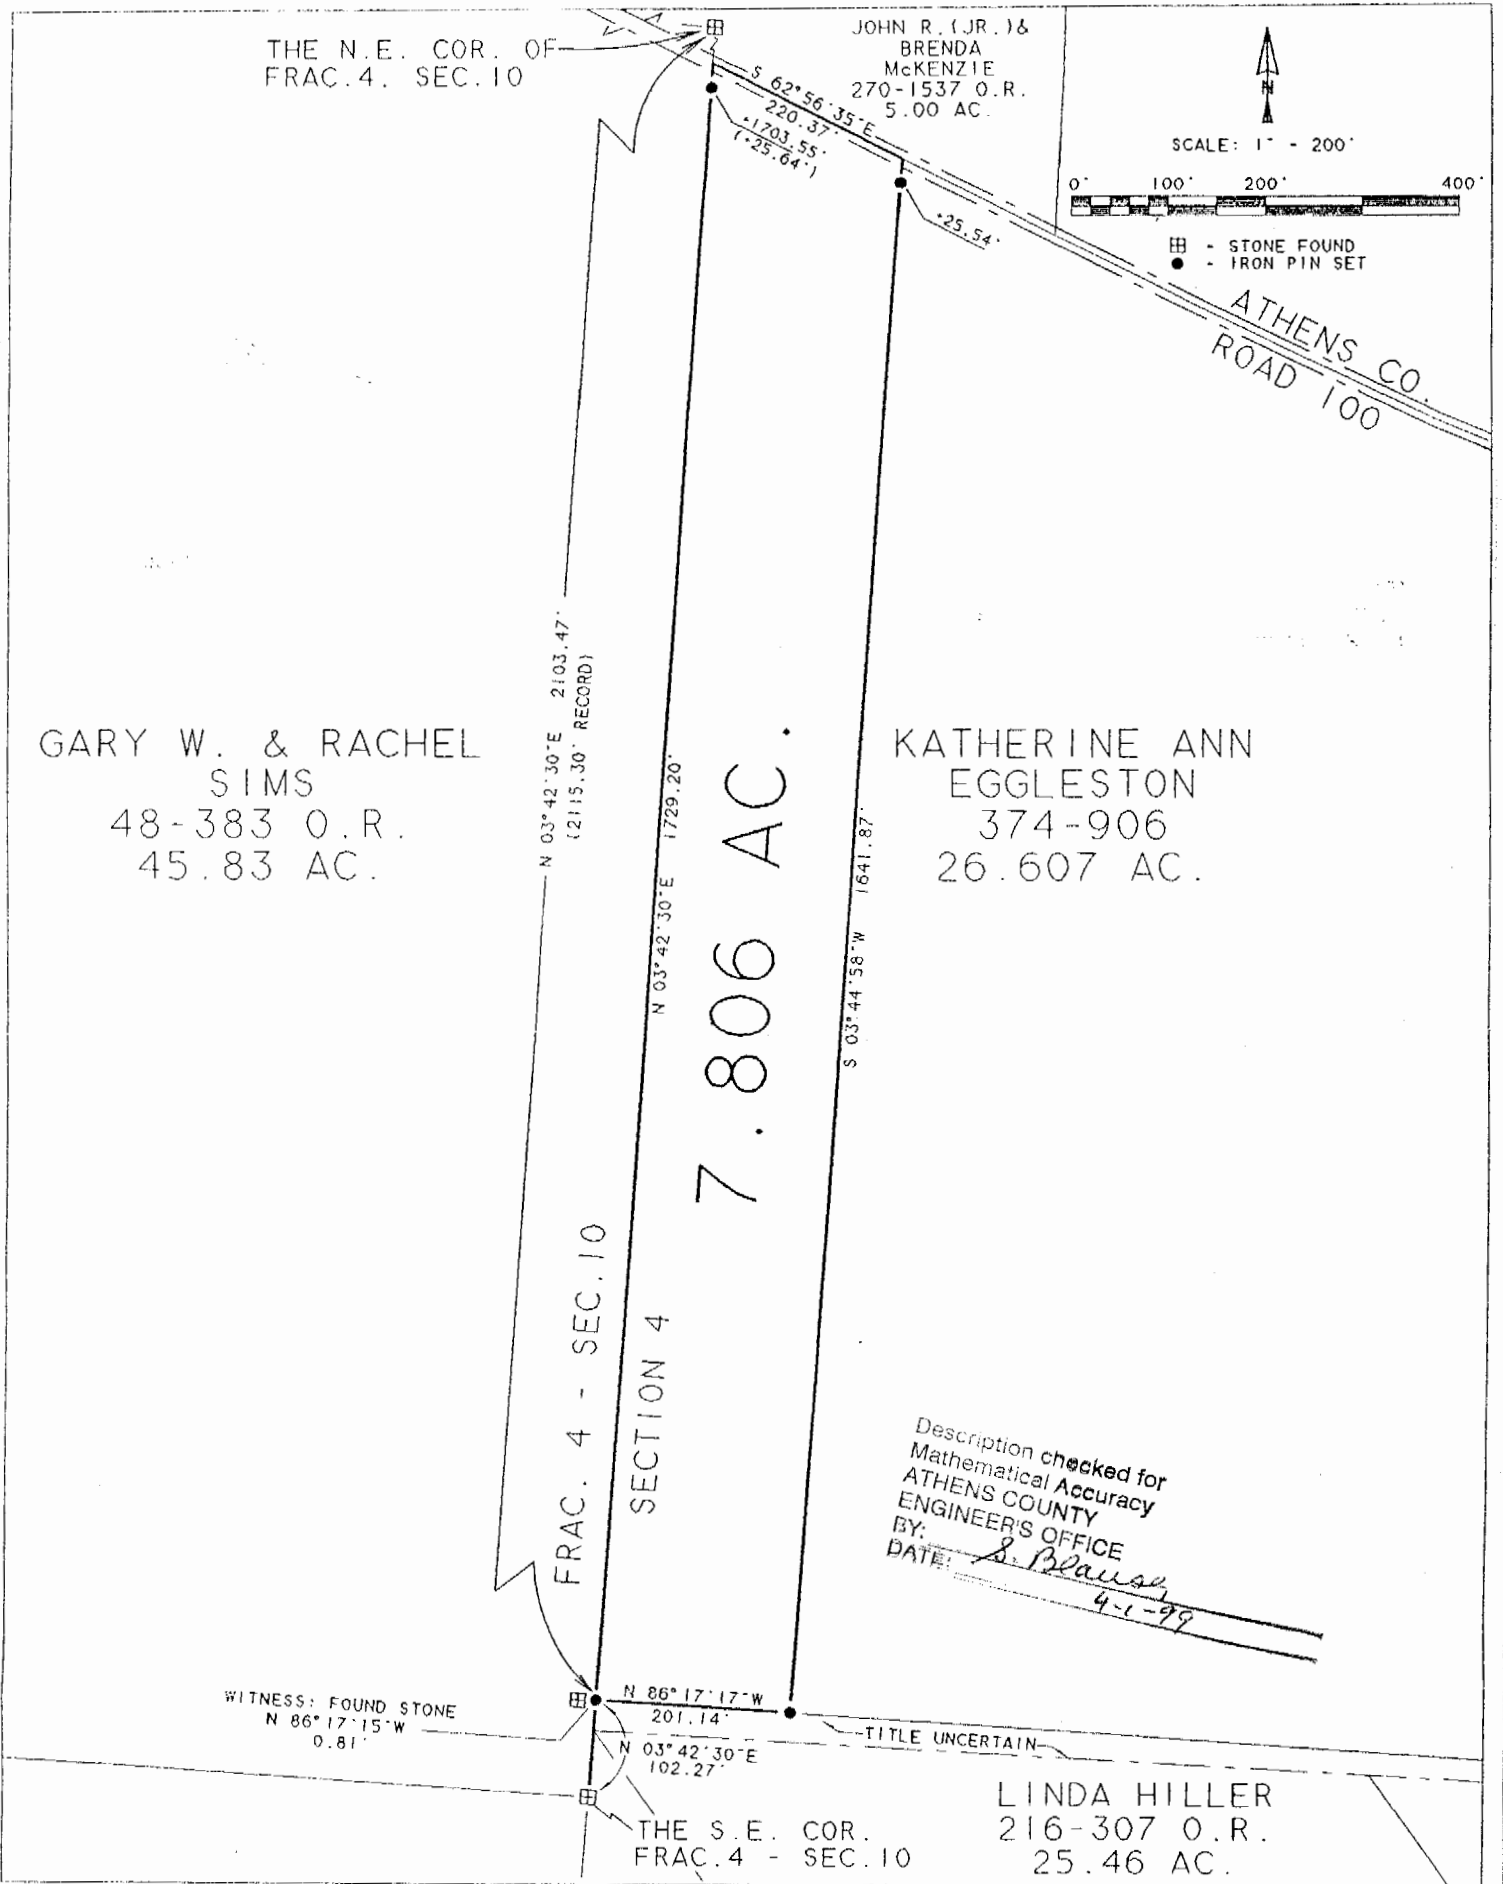 THE N.E. COR. OF
FRAC.4. SEC.10
JOHN R.(JR.)&
BRENDA
McKENZIE
270-1537 O.R.
5.00 AC.
N
SCALE: 1" - 200'
0' 100' 200' 400'
- STONE FOUND
- IRON PIN SET
S 62°56'35"E
220.37'
+1703.55'
(+25.64')
+25.54'
ATHENS CO.
ROAD 100
N 03°42'30"E 2103.47'
(2115.30' RECORD)
GARY W. & RACHEL
SIMS
48-383 O.R.
45.83 AC.
N 03°42'30"E 1729.20'
7.806 AC.
S 03°44'58"W 1641.87'
KATHERINE ANN
EGGLESTON
374-906
26.607 AC.
FRAC. 4 - SEC.10
SECTION 4
Description checked for
Mathematical Accuracy
ATHENS COUNTY
ENGINEER'S OFFICE
BY:
DATE: S.
4-1-99
WITNESS: FOUND STONE
N 86°17'15"W
0.81'
N 86°17'17"W
201.14'
TITLE UNCERTAIN
N 03°42'30"E
102.27'
THE S.E. COR.
FRAC.4 - SEC.10
LINDA HILLER
216-307 O.R.
25.46 AC.